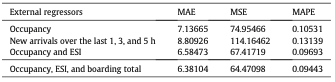 External regressors MAE MSE MAPE
Occupancy 7.13665 74.95466 0.10531
New arrivals over the last 1, 3, and 5 h 8.80926 114.16462 0.13139
Occupancy and ESI 6.58473 67.41719 0.09693
Occupancy, ESI, and boarding total 6.38104 64.47098 0.09443